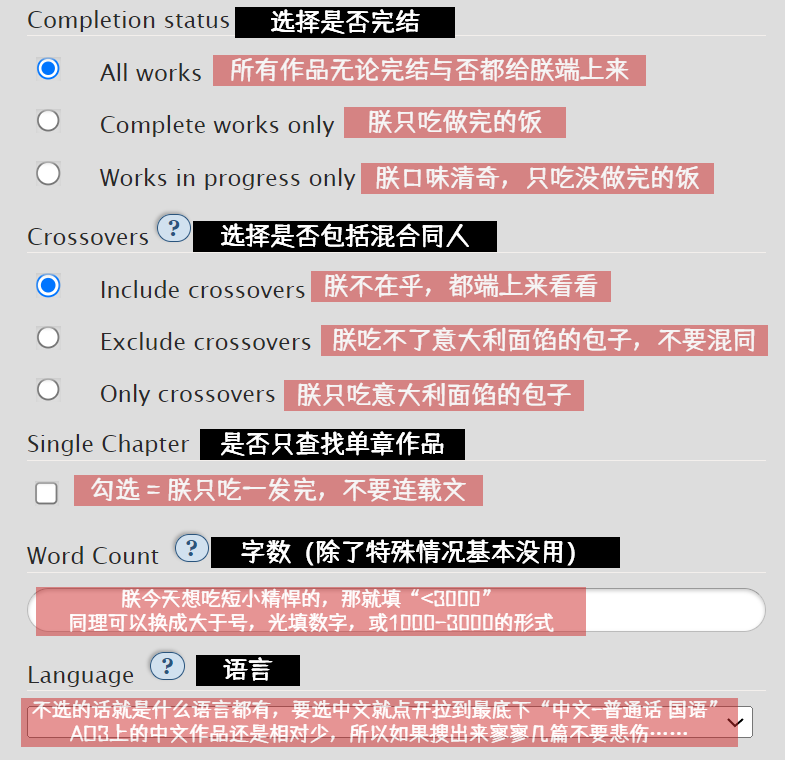 Completion status 选择是否完结
All works 所有作品无论完结与否都给朕端上来
Complete works only 朕只吃做完的饭
Works in progress only 朕口味清奇，只吃没做完的饭
Crossovers ? 选择是否包括混合同人
Include crossovers 朕不在乎，都端上来看看
Exclude crossovers 朕吃不了意大利面馅的包子，不要混同
Only crossovers 朕只吃意大利面馅的包子
Single Chapter 是否只查找单章作品
勾选 = 朕只吃一发完，不要连载文
Word Count ? 字数（除了特殊情况基本没用）
朕今天想吃短小精悍的，那就填“<3000”
同理可以换成大于号，光填数字，或1000-3000的形式
Language ? 语言
不选的话就是什么语言都有，要选中文就点开拉到最底下“中文-普通话 国语”
AO3上的中文作品还是相对少，所以如果搜出来寥寥几篇不要悲伤……